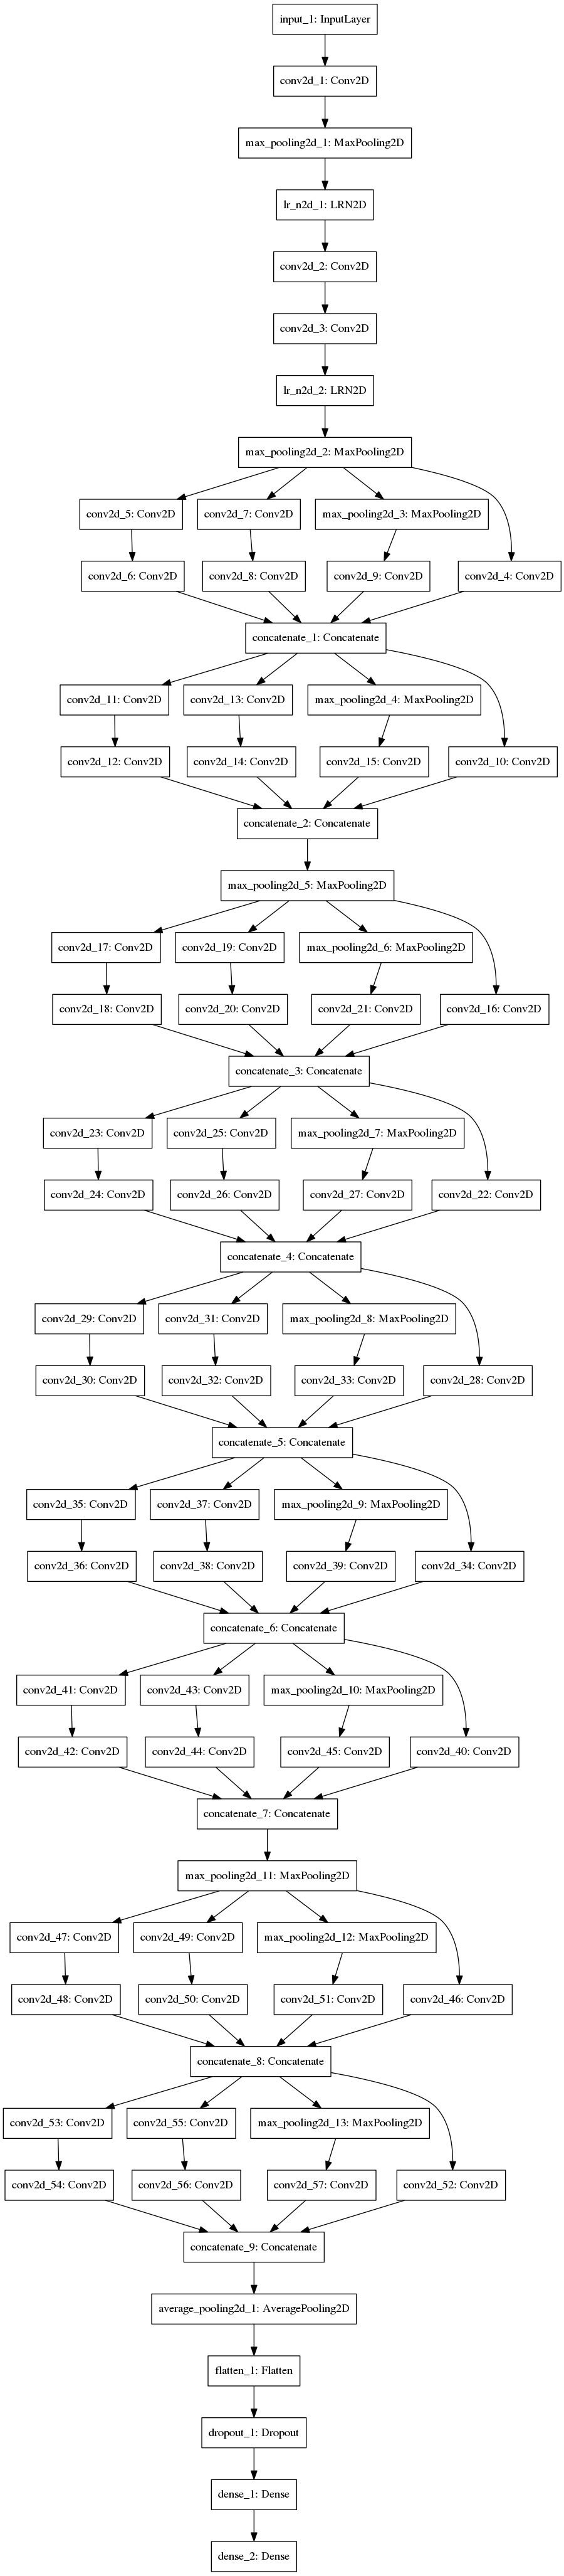 input_1: InputLayer
conv2d_1: Conv2D
max_pooling2d_1: MaxPooling2D
lr_n2d_1: LRN2D
conv2d_2: Conv2D
conv2d_3: Conv2D
lr_n2d_2: LRN2D
max_pooling2d_2: MaxPooling2D
conv2d_5: Conv2D
conv2d_7: Conv2D
max_pooling2d_3: MaxPooling2D
conv2d_6: Conv2D
conv2d_8: Conv2D
conv2d_9: Conv2D
conv2d_4: Conv2D
concatenate_1: Concatenate
conv2d_11: Conv2D
conv2d_13: Conv2D
max_pooling2d_4: MaxPooling2D
conv2d_12: Conv2D
conv2d_14: Conv2D
conv2d_15: Conv2D
conv2d_10: Conv2D
concatenate_2: Concatenate
max_pooling2d_5: MaxPooling2D
conv2d_17: Conv2D
conv2d_19: Conv2D
max_pooling2d_6: MaxPooling2D
conv2d_18: Conv2D
conv2d_20: Conv2D
conv2d_21: Conv2D
conv2d_16: Conv2D
concatenate_3: Concatenate
conv2d_23: Conv2D
conv2d_25: Conv2D
max_pooling2d_7: MaxPooling2D
conv2d_24: Conv2D
conv2d_26: Conv2D
conv2d_27: Conv2D
conv2d_22: Conv2D
concatenate_4: Concatenate
conv2d_29: Conv2D
conv2d_31: Conv2D
max_pooling2d_8: MaxPooling2D
conv2d_30: Conv2D
conv2d_32: Conv2D
conv2d_33: Conv2D
conv2d_28: Conv2D
concatenate_5: Concatenate
conv2d_35: Conv2D
conv2d_37: Conv2D
max_pooling2d_9: MaxPooling2D
conv2d_36: Conv2D
conv2d_38: Conv2D
conv2d_39: Conv2D
conv2d_34: Conv2D
concatenate_6: Concatenate
conv2d_41: Conv2D
conv2d_43: Conv2D
max_pooling2d_10: MaxPooling2D
conv2d_42: Conv2D
conv2d_44: Conv2D
conv2d_45: Conv2D
conv2d_40: Conv2D
concatenate_7: Concatenate
max_pooling2d_11: MaxPooling2D
conv2d_47: Conv2D
conv2d_49: Conv2D
max_pooling2d_12: MaxPooling2D
conv2d_48: Conv2D
conv2d_50: Conv2D
conv2d_51: Conv2D
conv2d_46: Conv2D
concatenate_8: Concatenate
conv2d_53: Conv2D
conv2d_55: Conv2D
max_pooling2d_13: MaxPooling2D
conv2d_54: Conv2D
conv2d_56: Conv2D
conv2d_57: Conv2D
conv2d_52: Conv2D
concatenate_9: Concatenate
average_pooling2d_1: AveragePooling2D
flatten_1: Flatten
dropout_1: Dropout
dense_1: Dense
dense_2: Dense